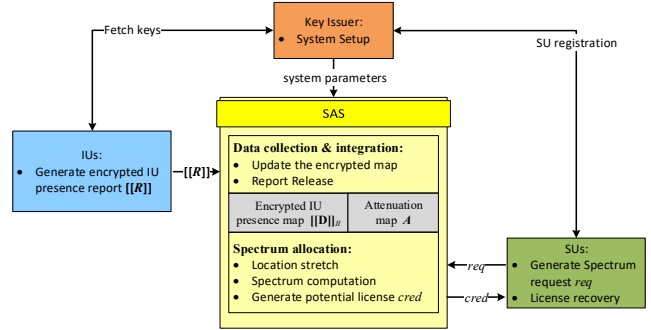 Key Issuer:
• System Setup
Fetch keys
SU registration
system parameters
SAS
IUs:
• Generate encrypted IU
presence report [[R]]
[[R]]
Data collection & integration:
• Update the encrypted map
• Report Release
Encrypted IU
presence map [[D]]_II
Attenuation
map A
Spectrum allocation:
• Location stretch
• Spectrum computation
• Generate potential license cred
req
cred
SUs:
• Generate Spectrum
request req
• License recovery